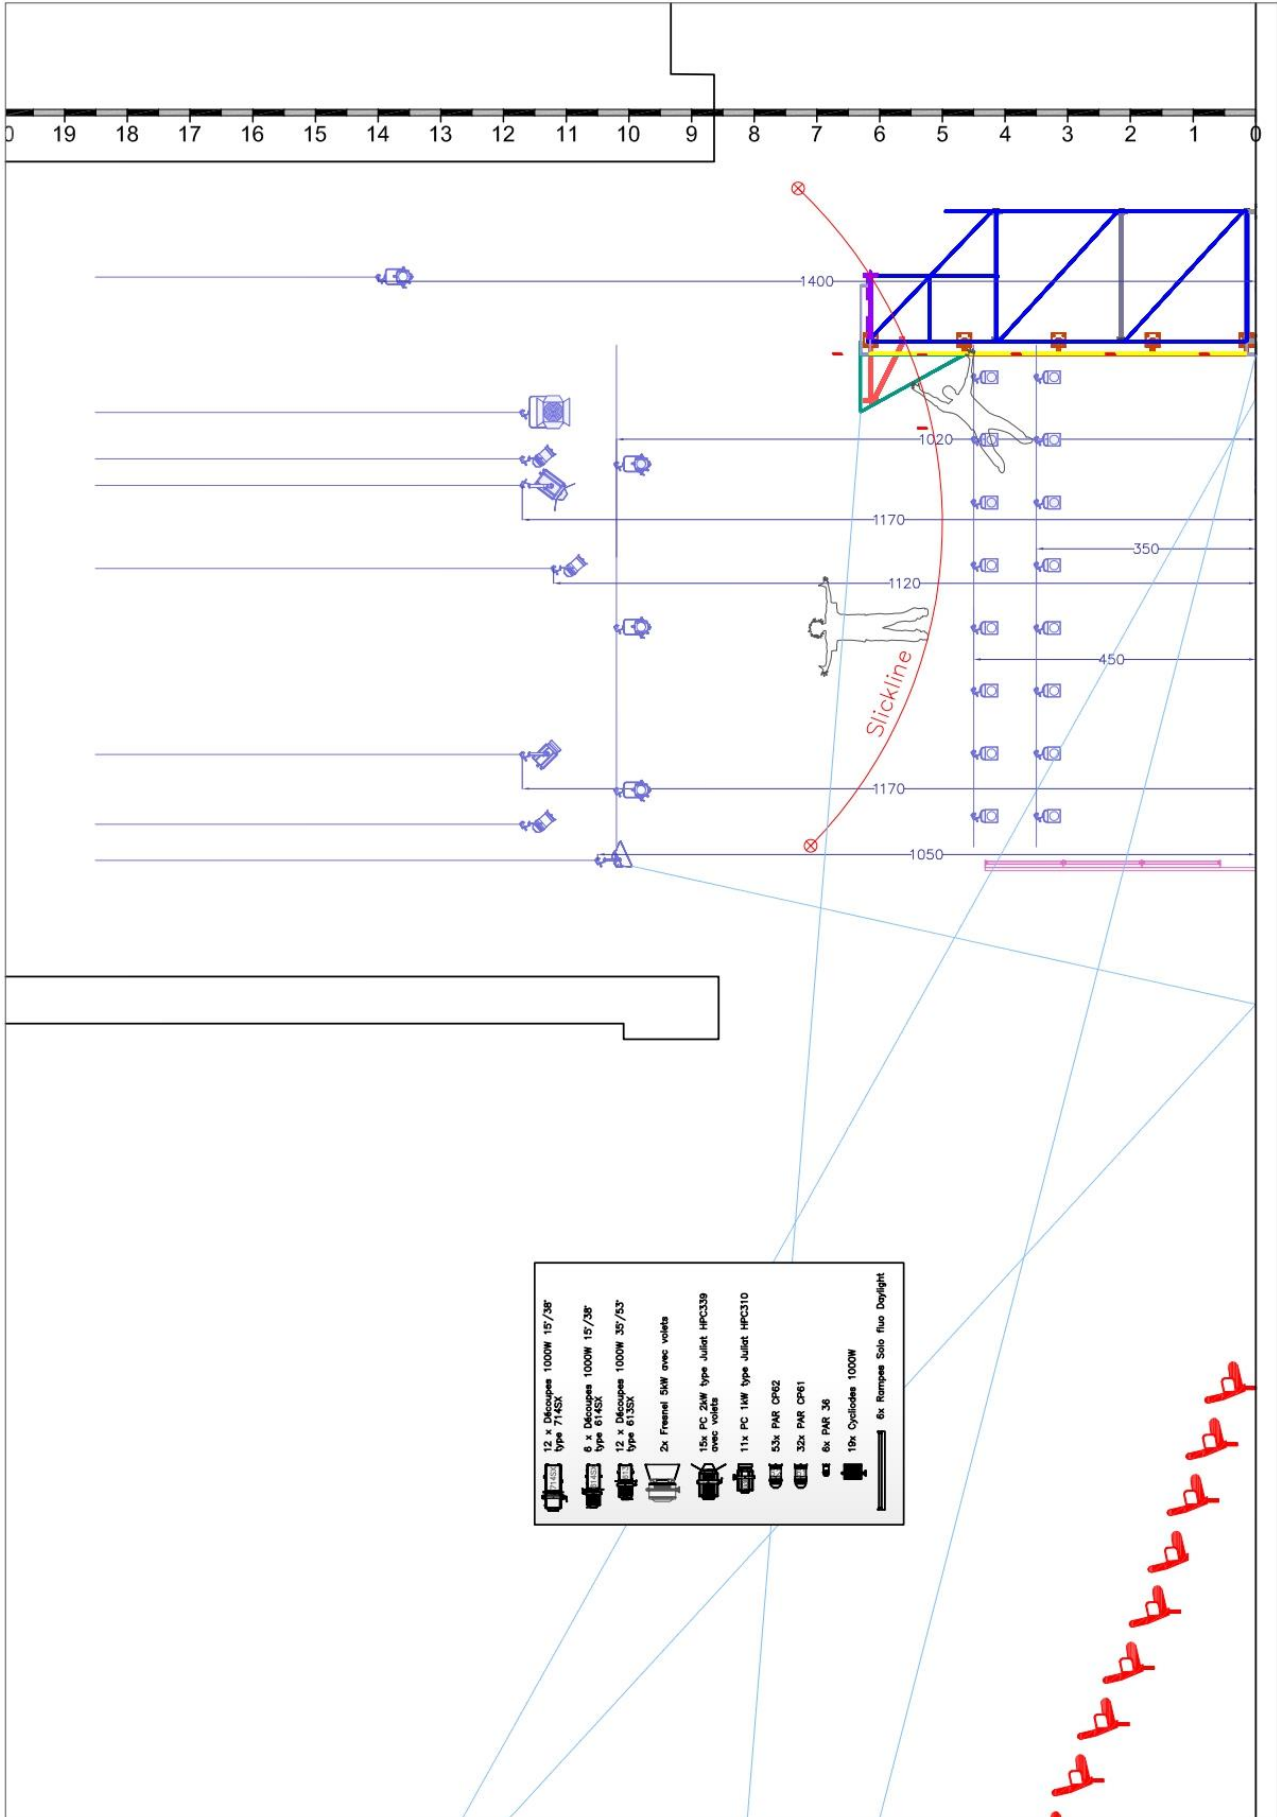 0 19 18 17 16 15 14 13 12 11 10 9 8 7 6 5 4 3 2 1 0
1400
1020
1170
350
1120
450
Slickline
1170
1050
12 x Découpes 1000W 15°/38°
type 714SX
6 x Découpes 1000W 15°/38°
type 614SX
12 x Découpes 1000W 35°/53°
type 613SX
2x Fresnel 5kW avec volets
15x PC 2kW type Juliat HPC339
avec volets
11x PC 1kW type Juliat HPC310
53x PAR CP62
32x PAR CP61
6x PAR 36
19x Cycliodes 1000W
6x Rampes Solo fluo Daylight
714SX
614SX